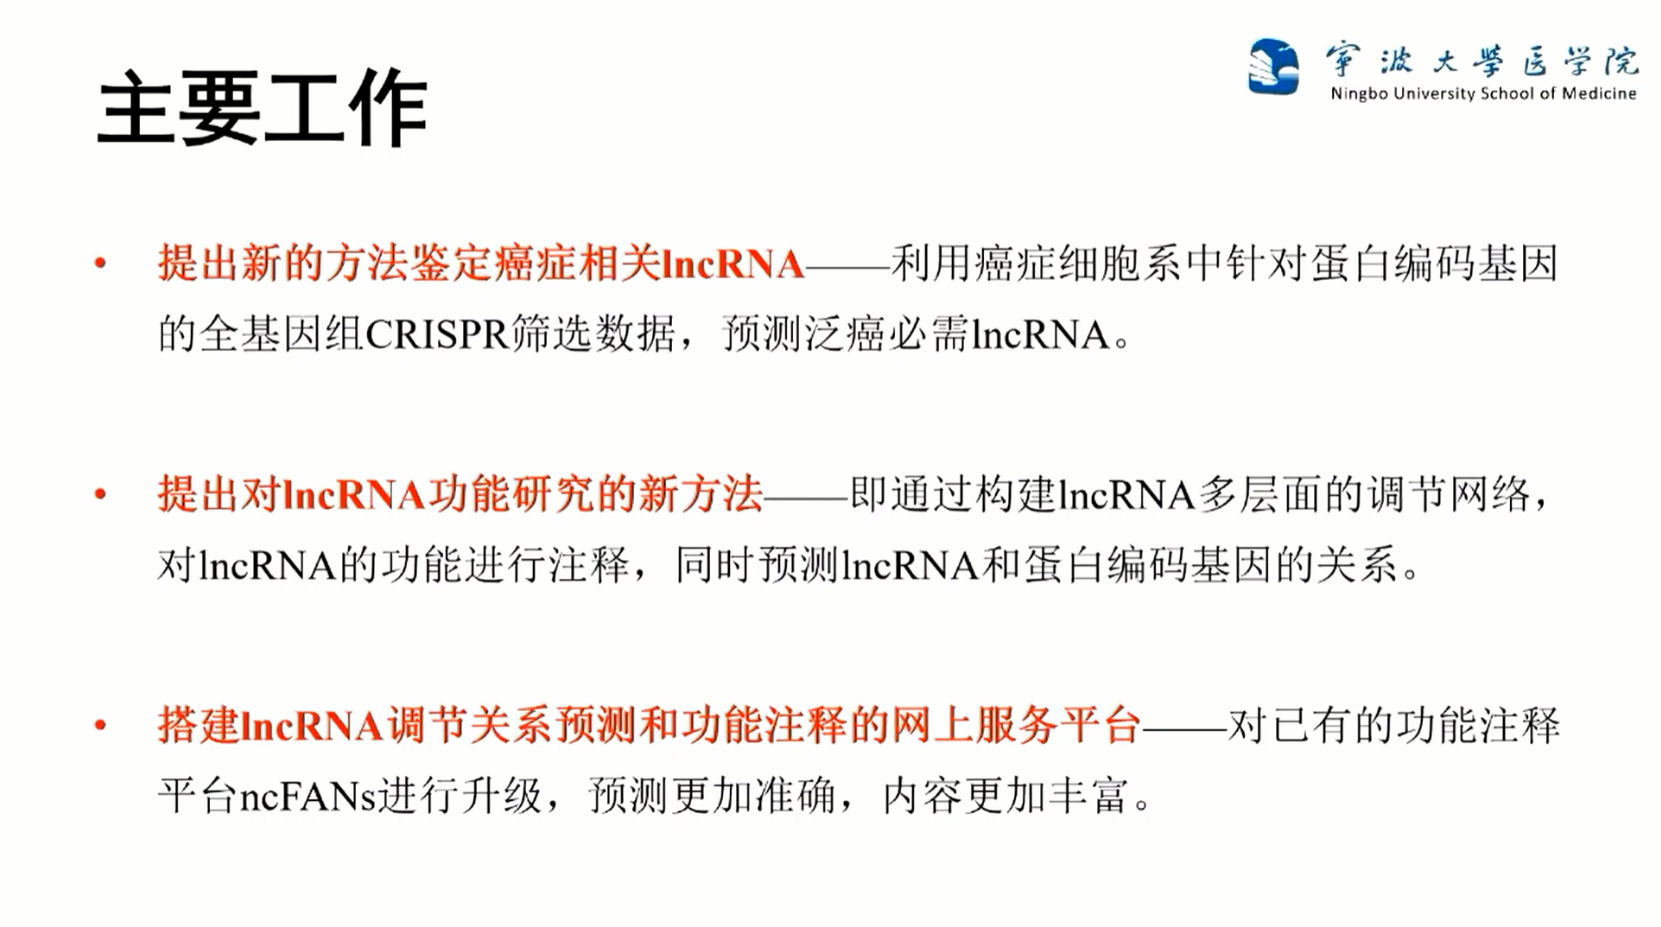 宁波大学医学院
Ningbo University School of Medicine
主要工作
• 提出新的方法鉴定癌症相关lncRNA——利用癌症细胞系中针对蛋白编码基因
的全基因组CRISPR筛选数据，预测泛癌必需lncRNA。
• 提出对lncRNA功能研究的新方法——即通过构建lncRNA多层面的调节网络，
对lncRNA的功能进行注释，同时预测lncRNA和蛋白编码基因的关系。
• 搭建lncRNA调节关系预测和功能注释的网上服务平台——对已有的功能注释
平台ncFANs进行升级，预测更加准确，内容更加丰富。